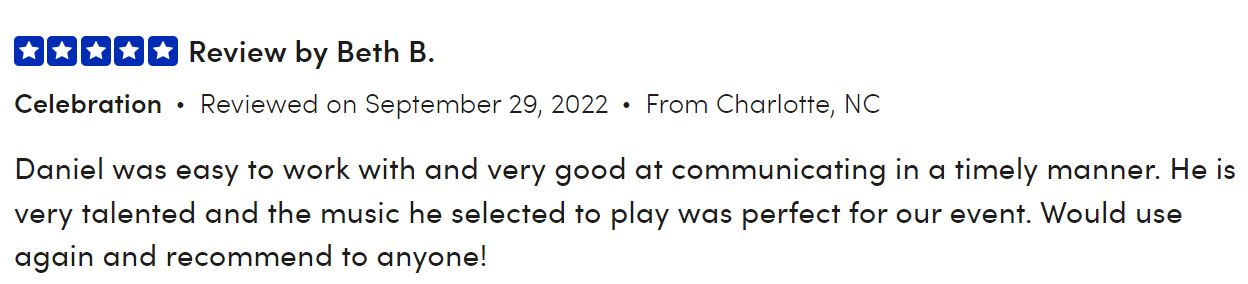 Review by Beth B.
Celebration • Reviewed on September 29, 2022 • From Charlotte, NC
Daniel was easy to work with and very good at communicating in a timely manner. He is
very talented and the music he selected to play was perfect for our event. Would use
again and recommend to anyone!